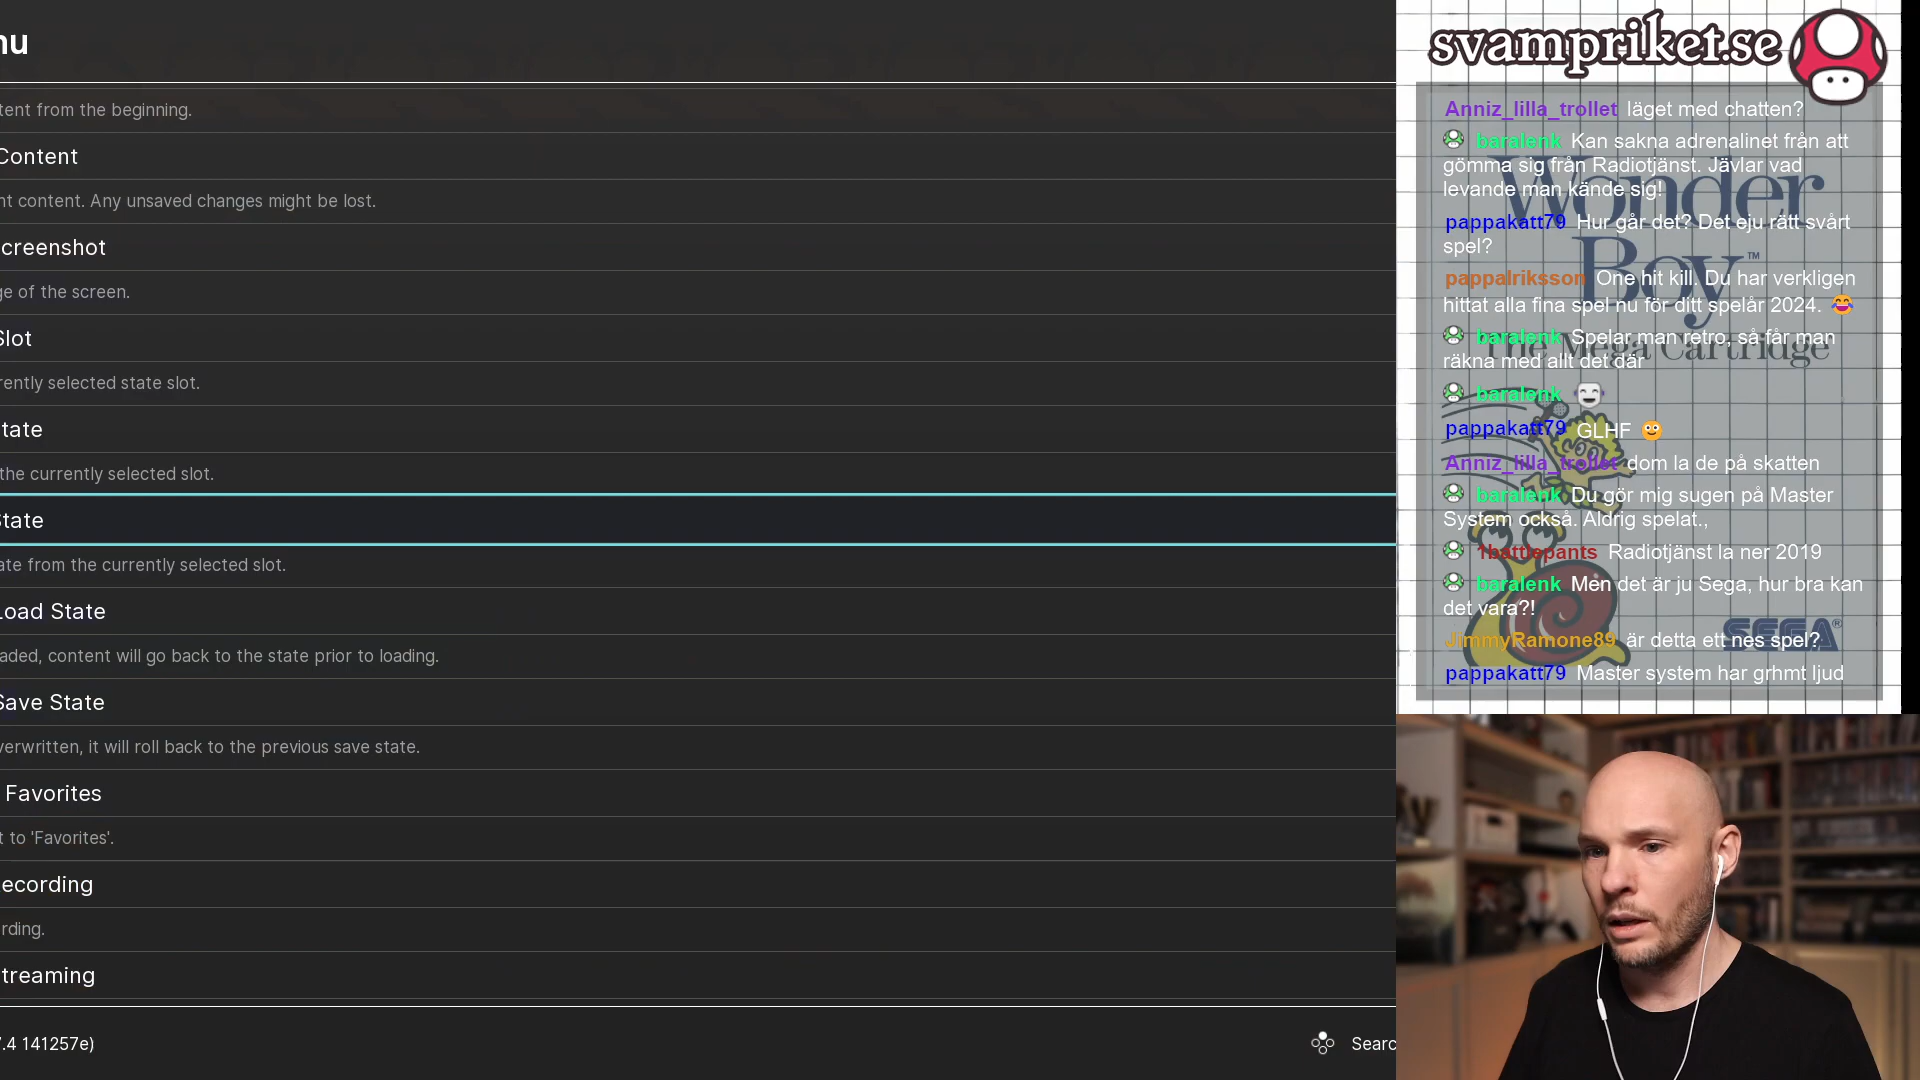 nu
tent from the beginning.
Content
nt content. Any unsaved changes might be lost.
creenshot
ge of the screen.
Slot
rently selected state slot.
tate
the currently selected slot.
State
ate from the currently selected slot.
Load State
aded, content will go back to the state prior to loading.
Save State
verwritten, it will roll back to the previous save state.
Favorites
t to 'Favorites'.
ecording
rding.
treaming
.4 141257e)
Searc
svampriket.se
Anniz_lilla_trollet läget med chatten?
baralenk Kan sakna adrenalinet från att
gömma sig från Radiotjänst. Jävlar vad
levande man kände sig!
pappakatt79 Hur går det? Det eju rätt svårt
spel?
pappalriksson One hit kill. Du har verkligen
hittat alla fina spel nu för ditt spelår 2024.
baralenk Spelar man retro, så får man
räkna med allt det där
baralenk
pappakatt79 GLHF
Anniz_lilla_trollet dom la de på skatten
baralenk Du gör mig sugen på Master
System också. Aldrig spelat.,
1battlepants Radiotjänst la ner 2019
baralenk Men det är ju Sega, hur bra kan
det vara?!
JimmyRamone89 är detta ett nes spel?
pappakatt79 Master system har grhmt ljud
Wonder
Boy™
The Mega Cartridge
SEGA®